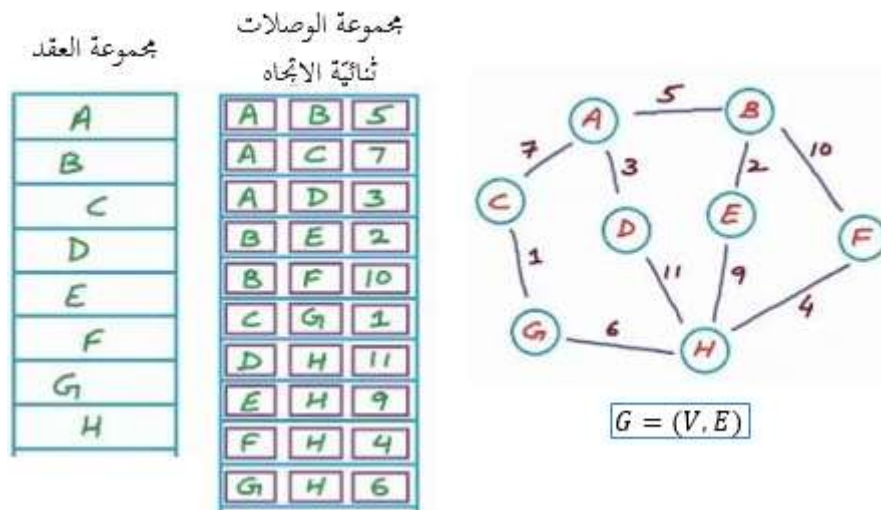 مجموعة العقد
A
B
C
D
E
F
G
H
مجموعة الوصلات
ثنائيّة الاتجاه
A B 5
A C 7
A D 3
B E 2
B F 10
C G 1
D H 11
E H 9
F H 4
G H 6
5
A B
7 3 2 10
C D E F
1 11 9 4
G 6 H
G = (V, E)